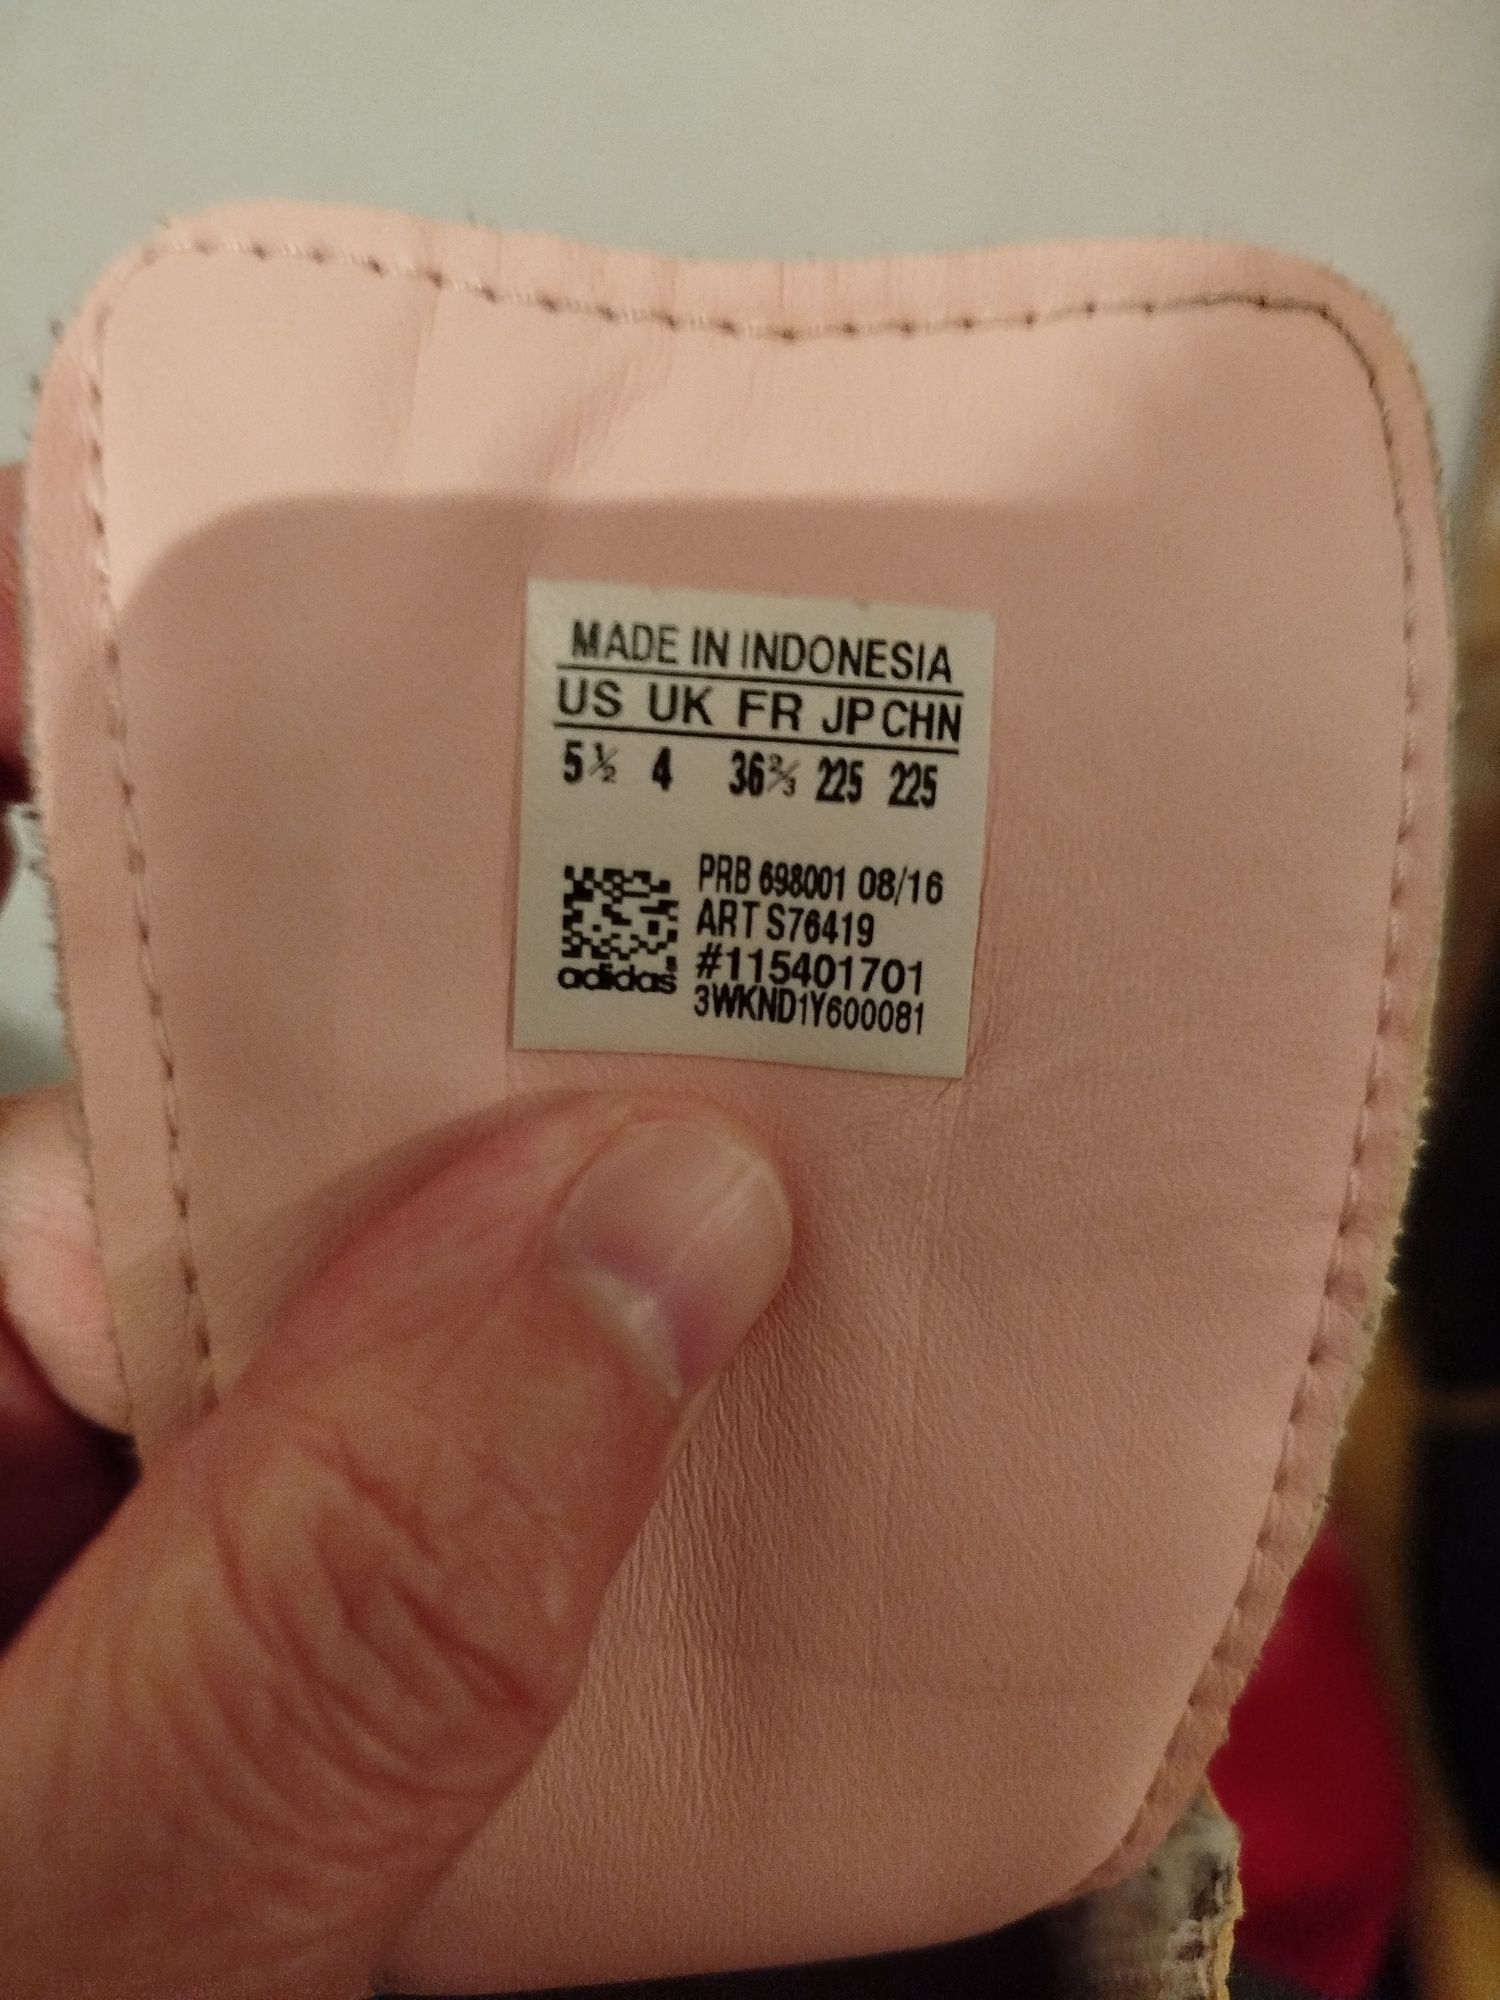 MADE IN INDONESIA
US UK FR JP CHN
5½ 4 36⅔ 225 225
PRB 698001 08/16
ART S76419
#115401701
adidas 3WKND1Y600081